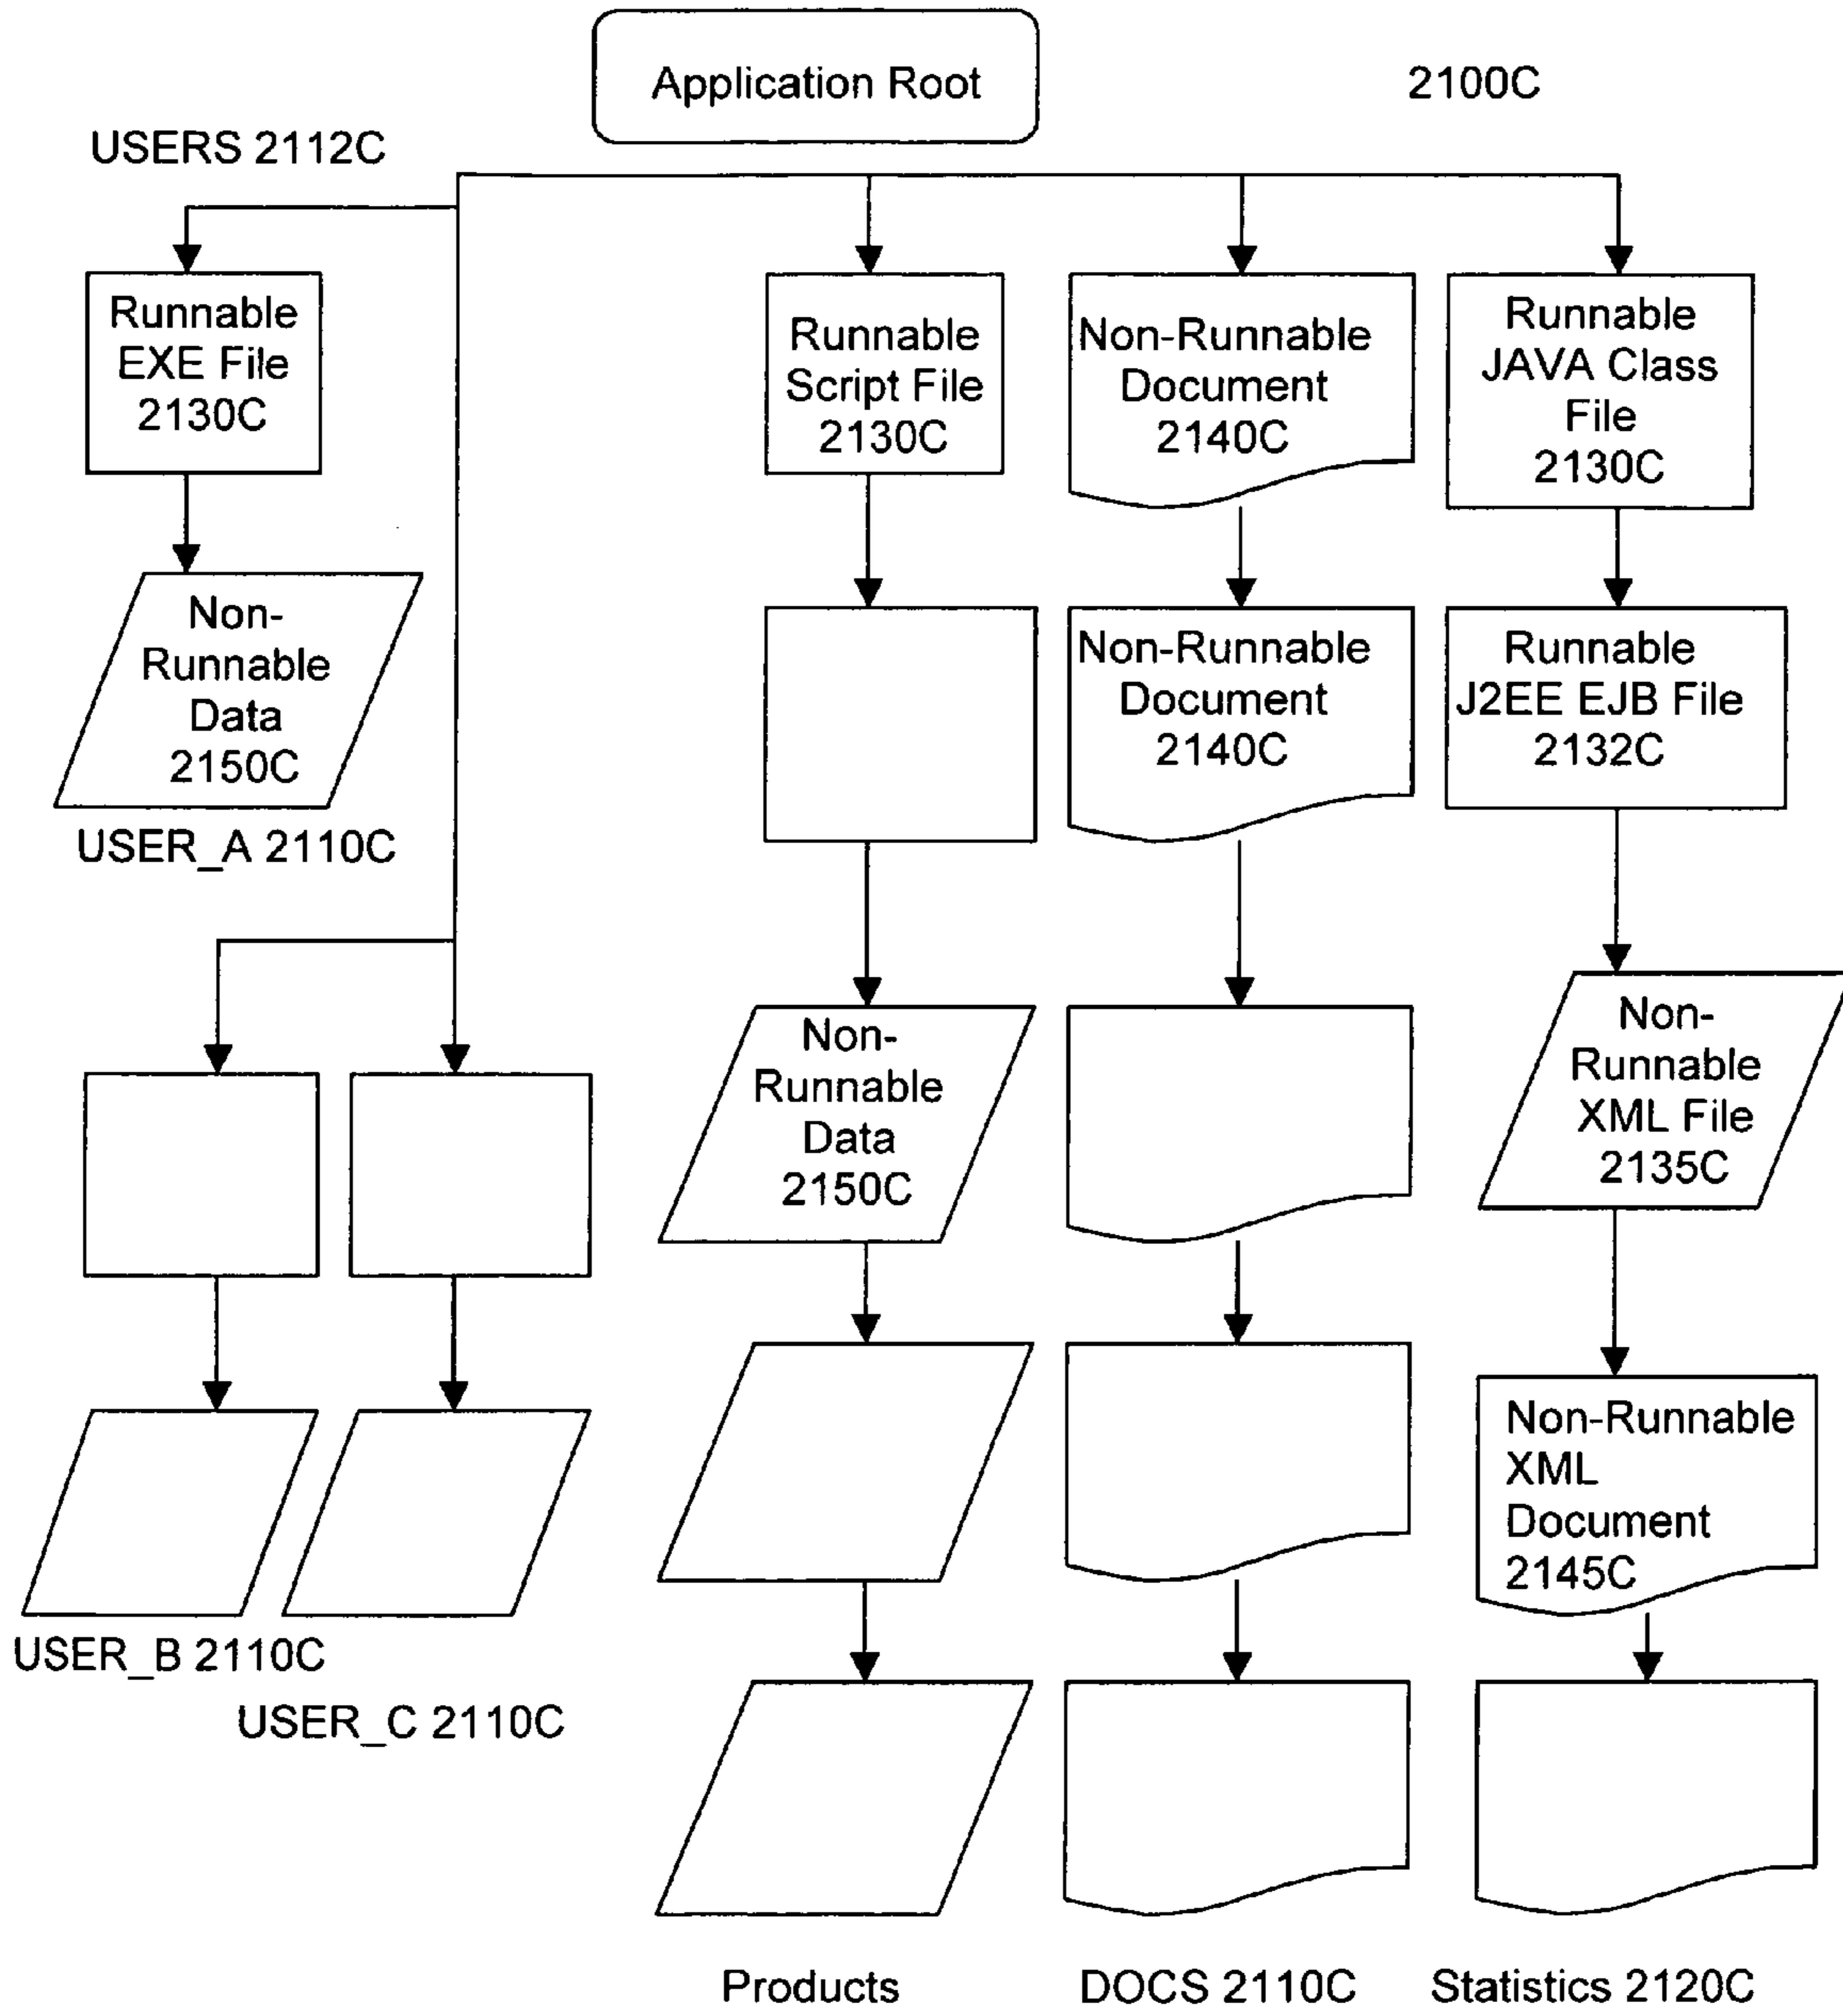 Application Root
2100C
USERS 2112C
Runnable
EXE File
2130C
Runnable
Script File
2130C
Non-Runnable
Document
2140C
Runnable
JAVA Class
File
2130C
Non-
Runnable
Data
2150C
USER_A 2110C
Non-Runnable
Document
2140C
Runnable
J2EE EJB File
2132C
Non-
Runnable
Data
2150C
Non-
Runnable
XML File
2135C
Non-Runnable
XML
Document
2145C
USER_B 2110C
USER_C 2110C
Products
DOCS 2110C
Statistics 2120C